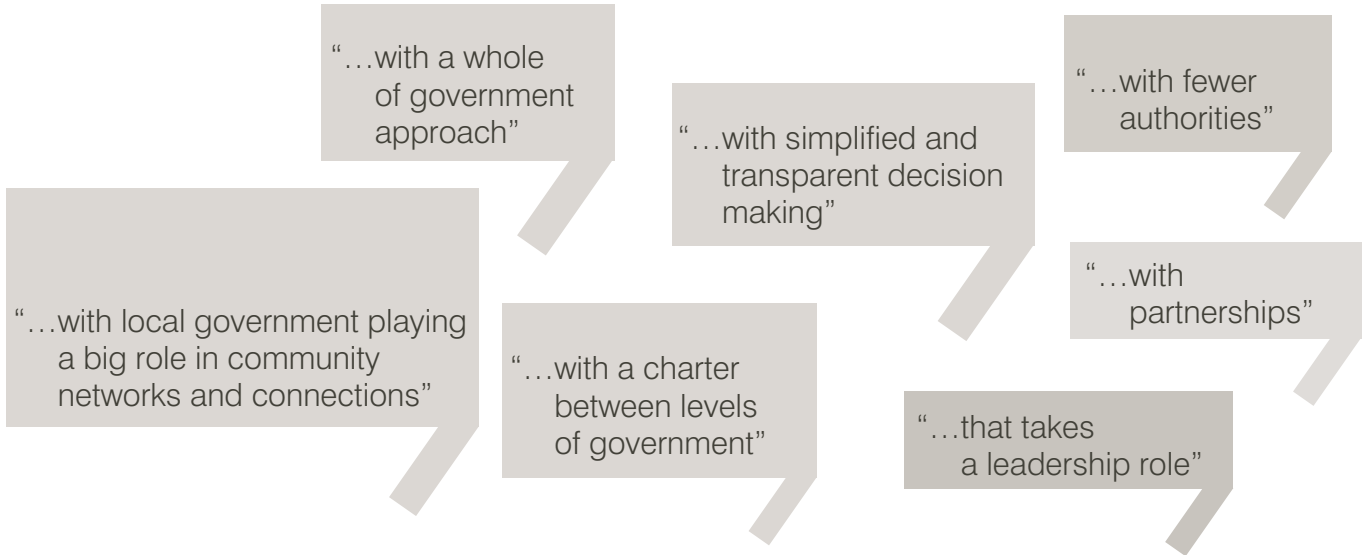 “…with a whole
of government
approach”
“…with simplified and
transparent decision
making”
“…with fewer
authorities”
“…with local government playing
a big role in community
networks and connections”
“…with a charter
between levels
of government”
“…with
partnerships”
“…that takes
a leadership role”